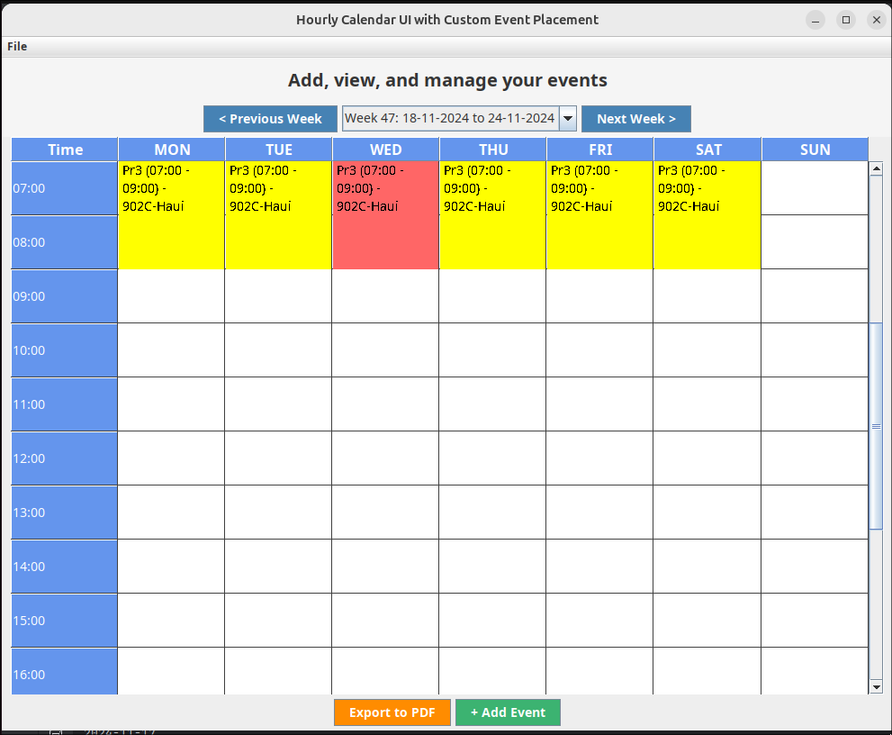 Hourly Calendar UI with Custom Event Placement
File
Add, view, and manage your events
< Previous Week
Week 47: 18-11-2024 to 24-11-2024
Next Week >
Time MON TUE WED THU FRI SAT SUN
07:00
Pr3 (07:00 -
09:00) -
902C-Haui
Pr3 (07:00 -
09:00) -
902C-Haui
Pr3 (07:00 -
09:00) -
902C-Haui
Pr3 (07:00 -
09:00) -
902C-Haui
Pr3 (07:00 -
09:00) -
902C-Haui
Pr3 (07:00 -
09:00) -
902C-Haui
08:00
09:00
10:00
11:00
12:00
13:00
14:00
15:00
16:00
Export to PDF
+ Add Event